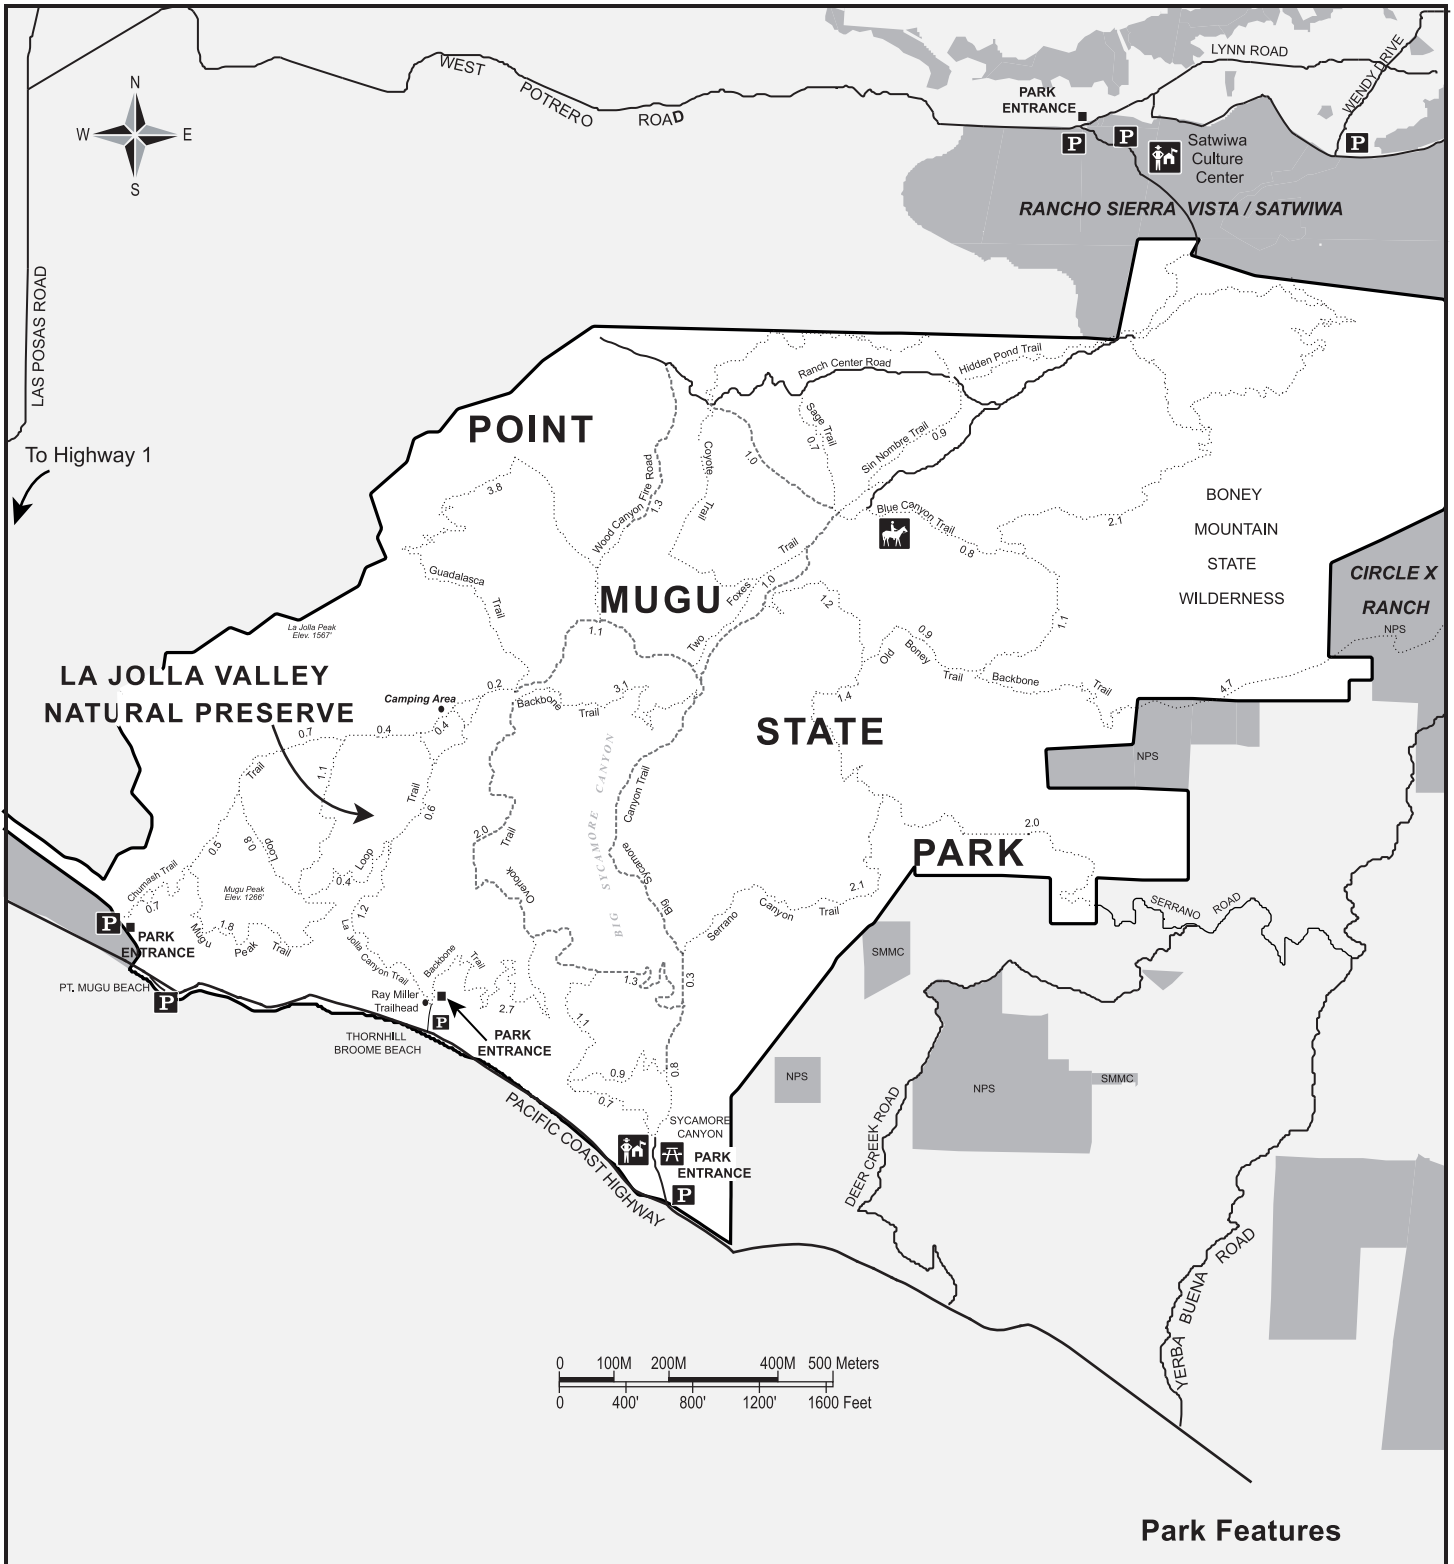 N
W
E
S
WEST
POTRERO
ROAD
LYNN ROAD
WENDY DRIVE
PARK
ENTRANCE
P
P
P
Satwiwa
Culture
Center
RANCHO SIERRA VISTA / SATWIWA
LAS POSAS ROAD
To Highway 1
Ranch Center Road
Hidden Pond Trail
Sage Trail
0.7
Sin Nombre Trail
0.9
POINT
Coyote
Trail
1.0
Wood Canyon Fire Road
1.3
3.8
Guadalasca
Trail
Blue Canyon Trail
0.8
2.1
BONEY
MOUNTAIN
STATE
WILDERNESS
CIRCLE X
RANCH
NPS
MUGU
1.1
Two
Foxes
Trail
1.0
1.2
0.9
Old
Boney
Trail
1.1
Backbone
Trail
4.7
1.4
La Jolla Peak
Elev. 1567'
LA JOLLA VALLEY
NATURAL PRESERVE
Camping Area
0.2
Backbone
Trail
3.1
0.7
0.4
0.4
1.1
Trail
Trail
0.6
STATE
NPS
BIG SYCAMORE CANYON
Big
Sycamore
Canyon Trail
2.0
Overlook
Trail
0.5
0.8
Loop
Loop
0.4
2.0
PARK
Chumash Trail
0.7
Mugu Peak
Elev. 1266'
1.8
Mugu
Peak
Trail
1.2
La Jolla Canyon Trail
2.1
Serrano
Canyon
Trail
SERRANO
ROAD
P
PARK
ENTRANCE
PT. MUGU BEACH
P
Backbone
Trail
2.7
Ray Miller
Trailhead
P
PARK
ENTRANCE
THORNHILL
BROOME BEACH
1.3
0.3
1.1
0.8
0.9
0.7
SMMC
NPS
NPS
SMMC
SYCAMORE
CANYON
PARK
ENTRANCE
P
PACIFIC COAST HIGHWAY
DEER CREEK ROAD
YERBA BUENA ROAD
0 100M 200M 400M 500 Meters
0 400' 800' 1200' 1600 Feet
Park Features